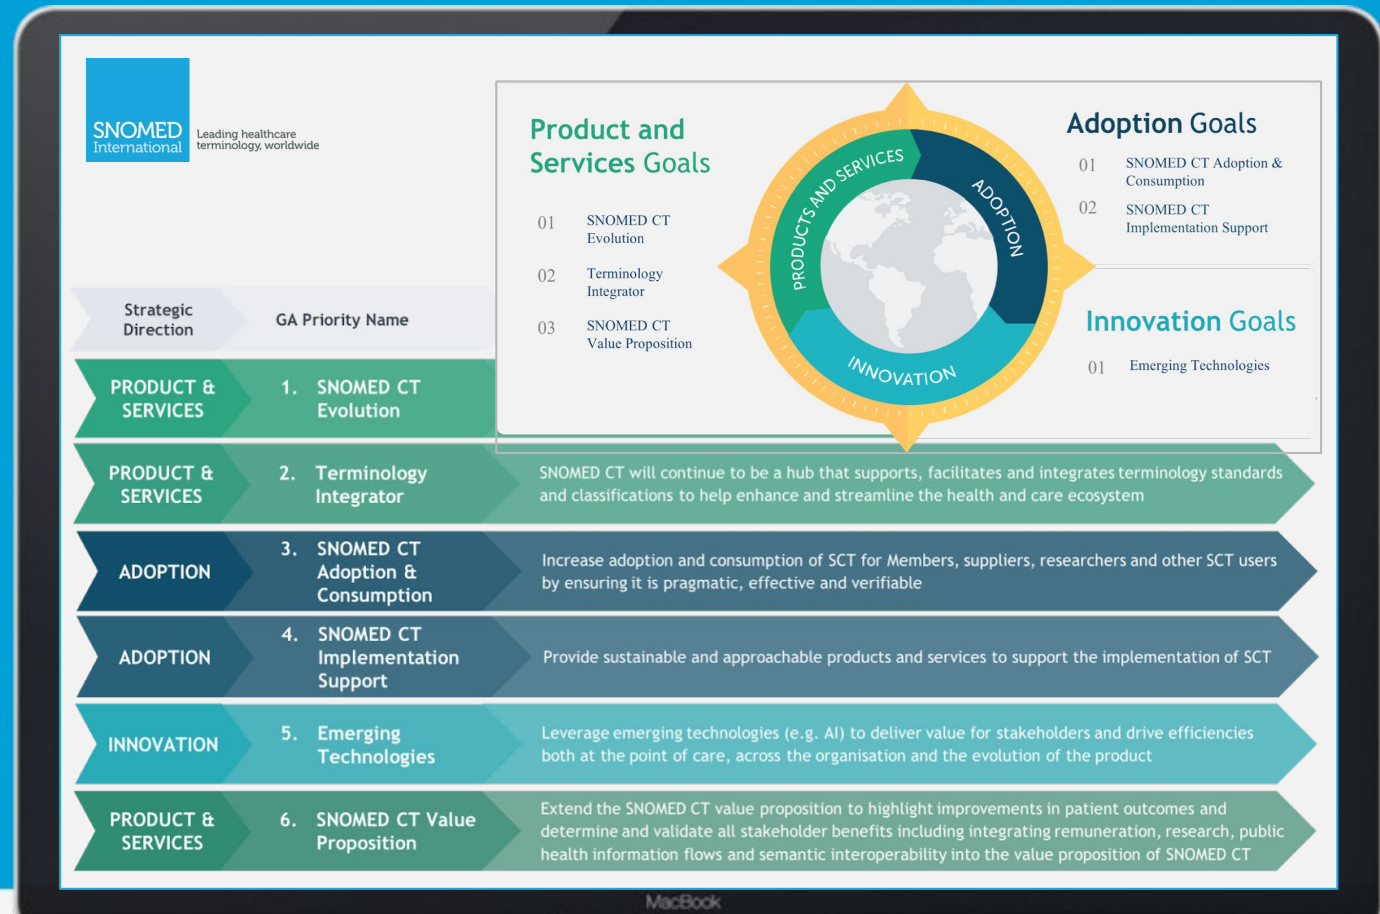 SNOMED
International
Leading healthcare
terminology, worldwide
Product and
Services Goals
01 SNOMED CT
Evolution
02 Terminology
Integrator
03 SNOMED CT
Value Proposition
PRODUCTS AND SERVICES
ADOPTION
INNOVATION
Adoption Goals
01 SNOMED CT Adoption &
Consumption
02 SNOMED CT
Implementation Support
Innovation Goals
01 Emerging Technologies
Strategic
Direction
GA Priority Name
PRODUCT &
SERVICES
1. SNOMED CT
Evolution
PRODUCT &
SERVICES
2. Terminology
Integrator
SNOMED CT will continue to be a hub that supports, facilitates and integrates terminology standards
and classifications to help enhance and streamline the health and care ecosystem
ADOPTION
3. SNOMED CT
Adoption &
Consumption
Increase adoption and consumption of SCT for Members, suppliers, researchers and other SCT users
by ensuring it is pragmatic, effective and verifiable
ADOPTION
4. SNOMED CT
Implementation
Support
Provide sustainable and approachable products and services to support the implementation of SCT
INNOVATION
5. Emerging
Technologies
Leverage emerging technologies (e.g. AI) to deliver value for stakeholders and drive efficiencies
both at the point of care, across the organisation and the evolution of the product
PRODUCT &
SERVICES
6. SNOMED CT Value
Proposition
Extend the SNOMED CT value proposition to highlight improvements in patient outcomes and
determine and validate all stakeholder benefits including integrating remuneration, research, public
health information flows and semantic interoperability into the value proposition of SNOMED CT
MacBook